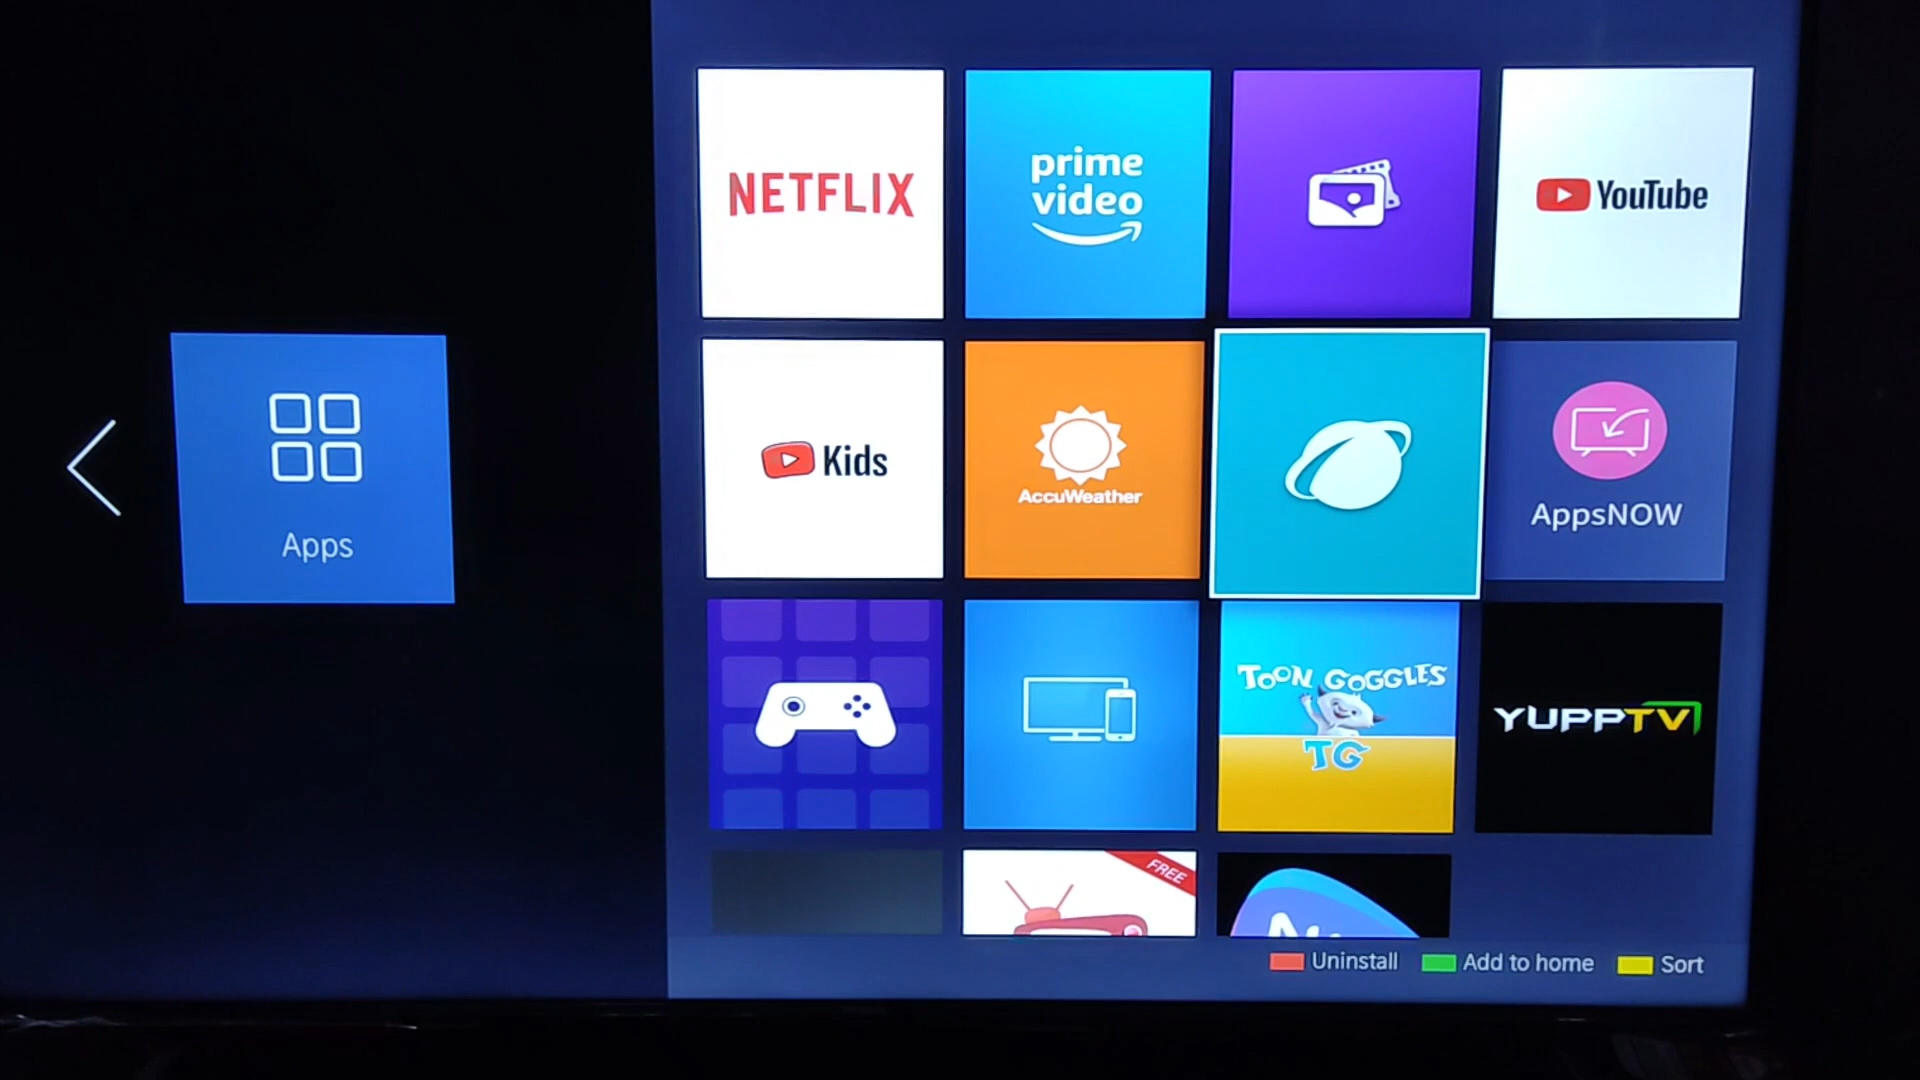 NETFLIX
prime
video
YouTube
Apps
Kids
AccuWeather
AppsNOW
TOON GOGGLES
TG
YUPPTV
FREE
Uninstall
Add to home
Sort